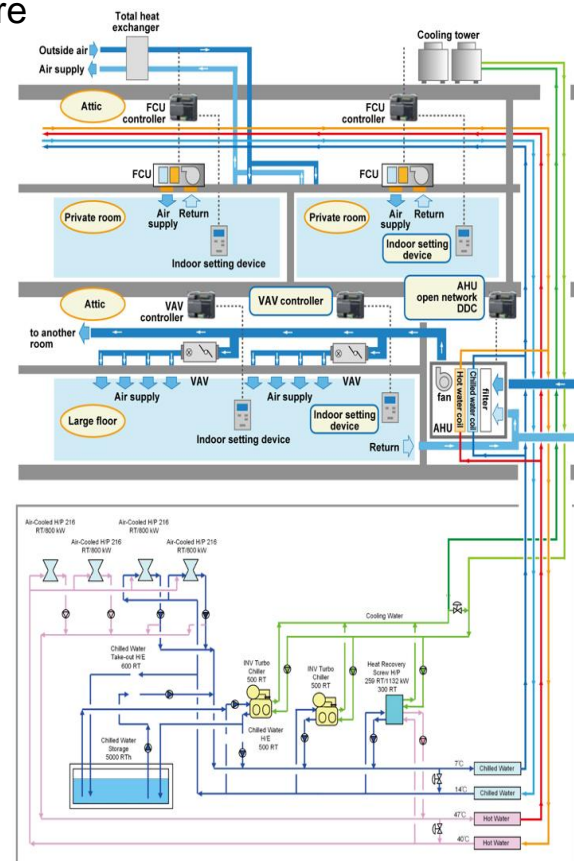 re
Total heat
exchanger
Outside air
Air supply
Cooling tower
Attic
FCU
controller
FCU
controller
FCU
FCU
Private room
Air
supply
Return
Indoor setting device
Private room
Air
supply
Return
Indoor setting
device
Attic
VAV
controller
VAV controller
AHU
open network
DDC
to another
room
VAV
VAV
Air supply
Air supply
Large floor
Indoor setting device
Indoor setting
device
Return
fan
Hot water coil
Chilled water coil
filter
AHU
Air-Cooled H/P 216
RT/800 kW
Air-Cooled H/P 216
RT/800 kW
Air-Cooled H/P 216
RT/800 kW
Air-Cooled H/P 216
RT/800 kW
Cooling Water
Chilled Water
Take-out H/E
600 RT
INV Turbo
Chiller
500 RT
INV Turbo
Chiller
500 RT
Heat Recovery
Screw H/P
259 RT/1132 kW
300 RT
Chilled Water
H/E
500 RT
Chilled Water
Storage
5000 RTh
7℃
Chilled Water
14℃
Chilled Water
47℃
Hot Water
40℃
Hot Water